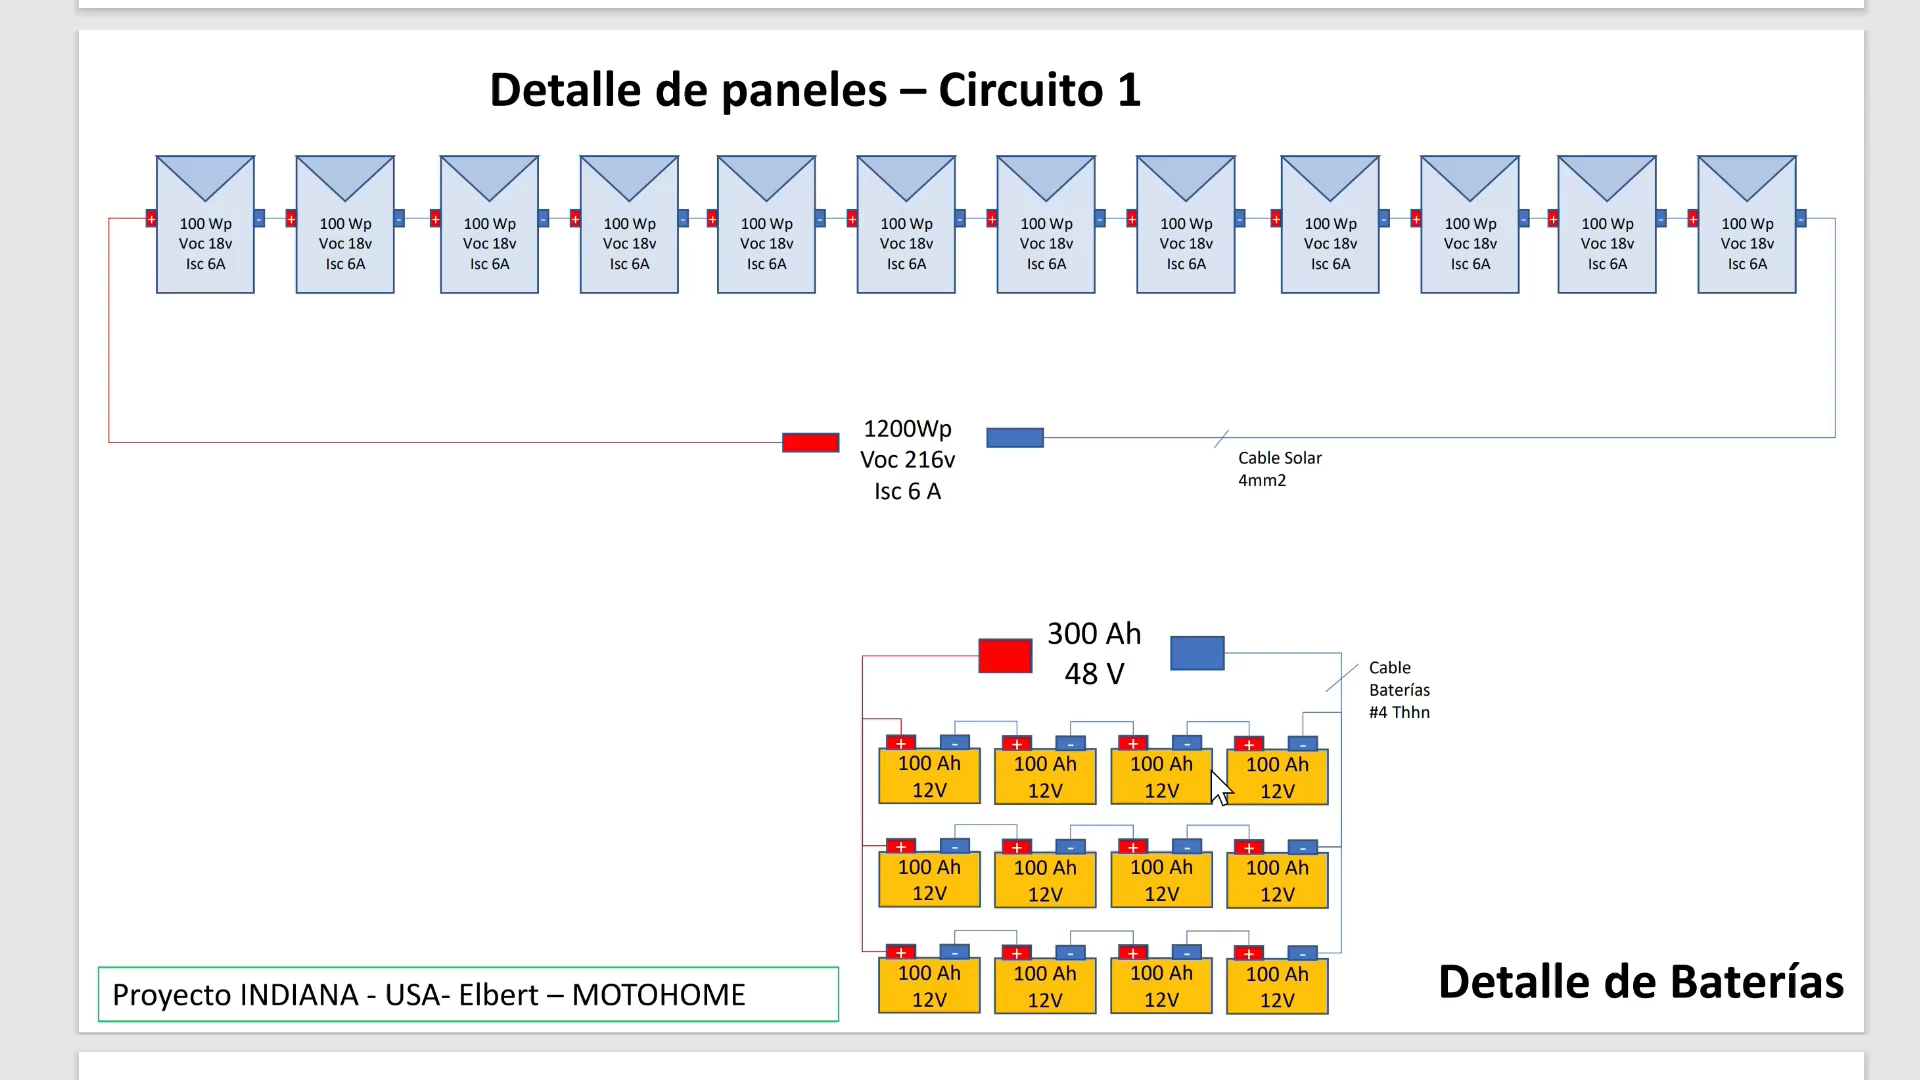 Detalle de paneles – Circuito 1
+ 100 Wp Voc 18v Isc 6A -
+ 100 Wp Voc 18v Isc 6A -
+ 100 Wp Voc 18v Isc 6A -
+ 100 Wp Voc 18v Isc 6A -
+ 100 Wp Voc 18v Isc 6A -
+ 100 Wp Voc 18v Isc 6A -
+ 100 Wp Voc 18v Isc 6A -
+ 100 Wp Voc 18v Isc 6A -
+ 100 Wp Voc 18v Isc 6A -
+ 100 Wp Voc 18v Isc 6A -
+ 100 Wp Voc 18v Isc 6A -
+ 100 Wp Voc 18v Isc 6A -
1200Wp
Voc 216v
Isc 6 A
Cable Solar
4mm2
300 Ah
48 V
Cable
Baterías
#4 Thhn
+ - + - + - + -
100 Ah 100 Ah 100 Ah 100 Ah
12V 12V 12V 12V
+ - + - + - + -
100 Ah 100 Ah 100 Ah 100 Ah
12V 12V 12V 12V
+ - + - + - + -
100 Ah 100 Ah 100 Ah 100 Ah
12V 12V 12V 12V
Proyecto INDIANA - USA- Elbert – MOTOHOME
Detalle de Baterías